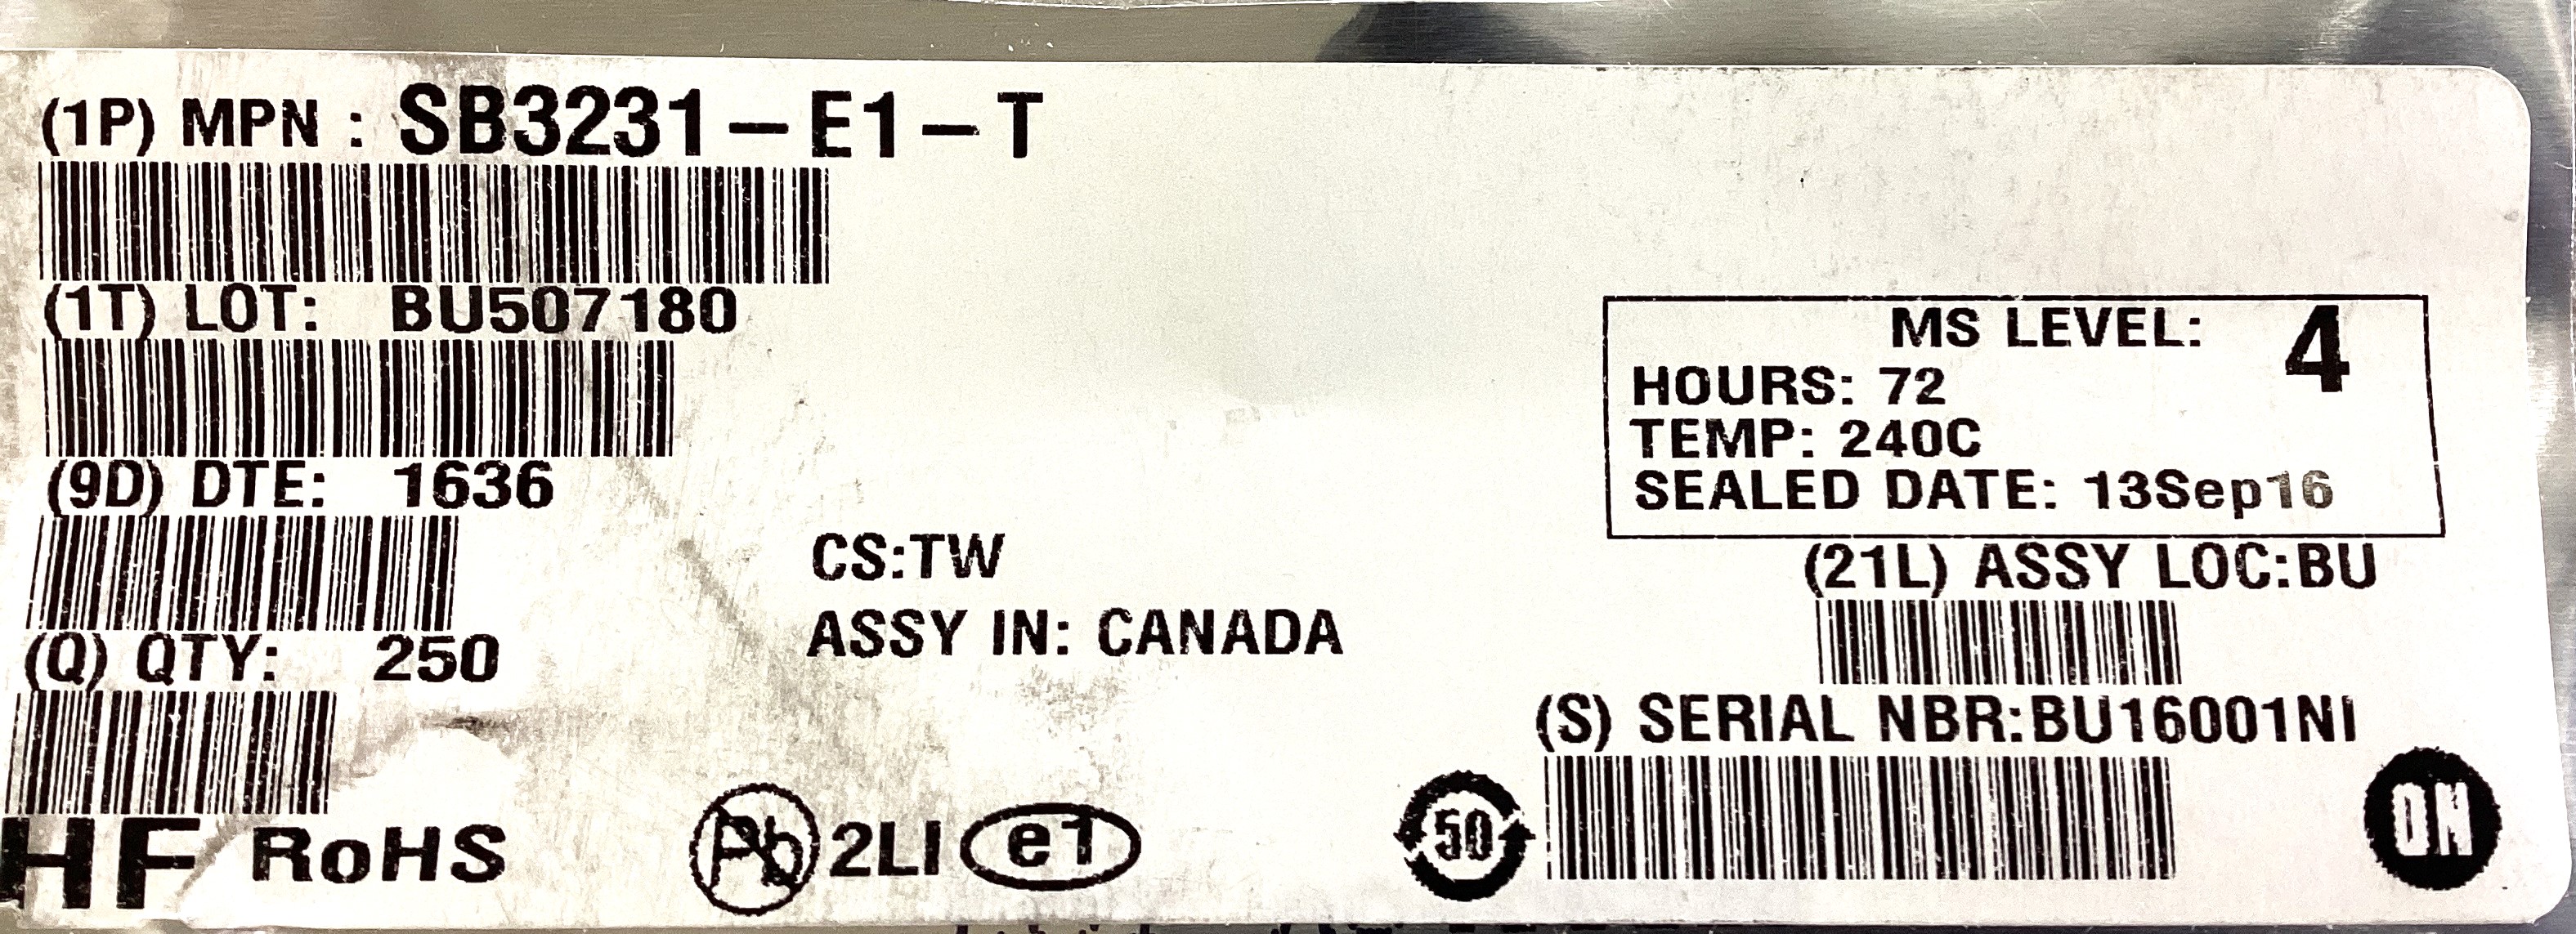 (1P) MPN : SB3231-E1-T
(1T) LOT: BU507180
(9D) DTE: 1636
(Q) QTY: 250
HF RoHS
CS:TW
ASSY IN: CANADA
Pb 2LI e1
MS LEVEL: 4
HOURS: 72
TEMP: 240C
SEALED DATE: 13Sep16
(21L) ASSY LOC:BU
(S) SERIAL NBR:BU16001NI
50
ON